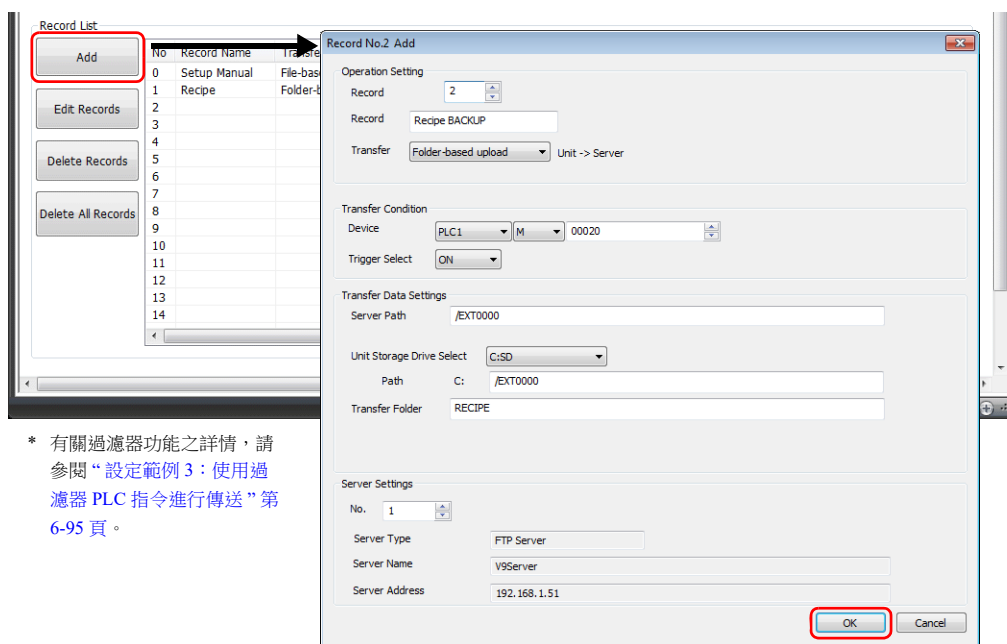 Record List
Add
Edit Records
Delete Records
Delete All Records
No Record Name
0 Setup Manual File-bas
1 Recipe Folder-b
2
3
4
5
6
7
8
9
10
11
12
13
14
* 有關過濾器功能之詳情，請
參閱 “ 設定範例 3：使用過
濾器 PLC 指令進行傳送 ” 第
6-95 頁。
Record No.2 Add
Operation Setting
Record 2
Record Recipe BACKUP
Transfer Folder-based upload Unit -> Server
Transfer Condition
Device PLC1 M 00020
Trigger Select ON
Transfer Data Settings
Server Path /EXT0000
Unit Storage Drive Select C:SD
Path C: /EXT0000
Transfer Folder RECIPE
Server Settings
No. 1
Server Type FTP Server
Server Name V9Server
Server Address 192.168.1.51
OK Cancel